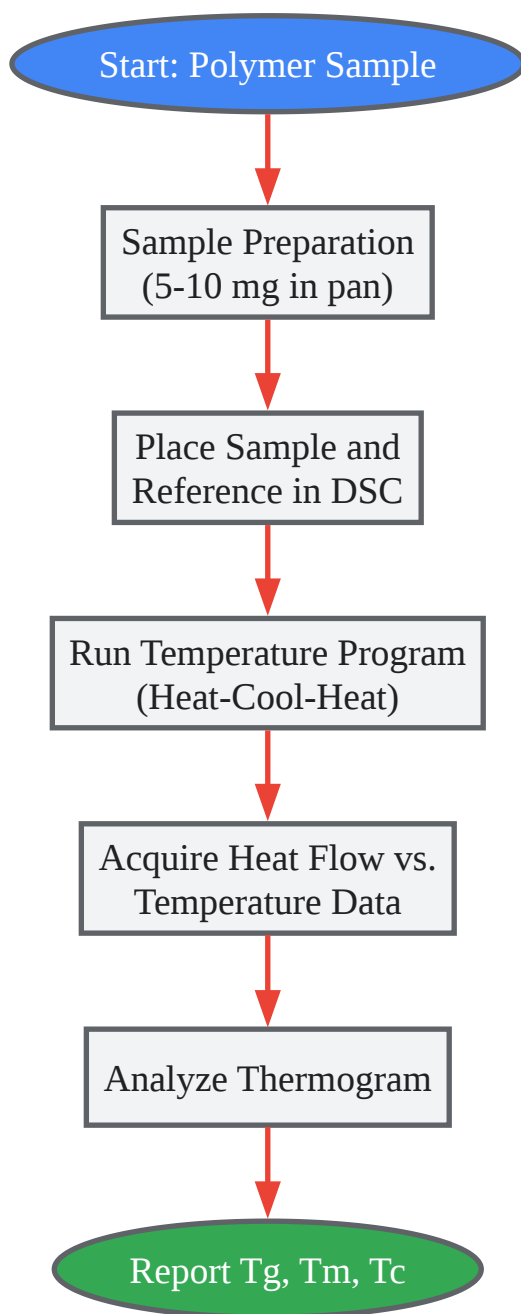 Start: Polymer Sample
Sample Preparation
(5-10 mg in pan)
Place Sample and
Reference in DSC
Run Temperature Program
(Heat-Cool-Heat)
Acquire Heat Flow vs.
Temperature Data
Analyze Thermogram
Report Tg, Tm, Tc